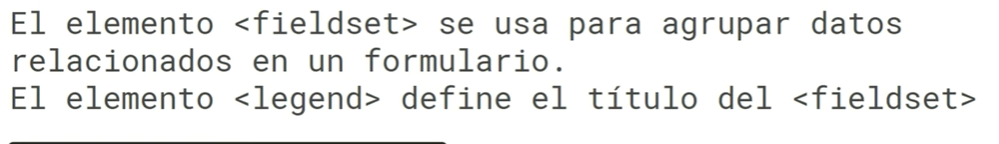 El elemento <fieldset> se usa para agrupar datos
relacionados en un formulario.
El elemento <legend> define el título del <fieldset>